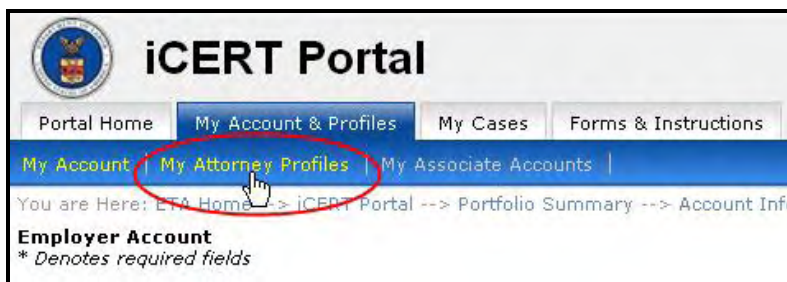 iCERT Portal
Portal Home My Account & Profiles My Cases Forms & Instructions
My Account | My Attorney Profiles | My Associate Accounts |
You are Here: ETA Home --> iCERT Portal --> Portfolio Summary --> Account Inf
Employer Account
* Denotes required fields